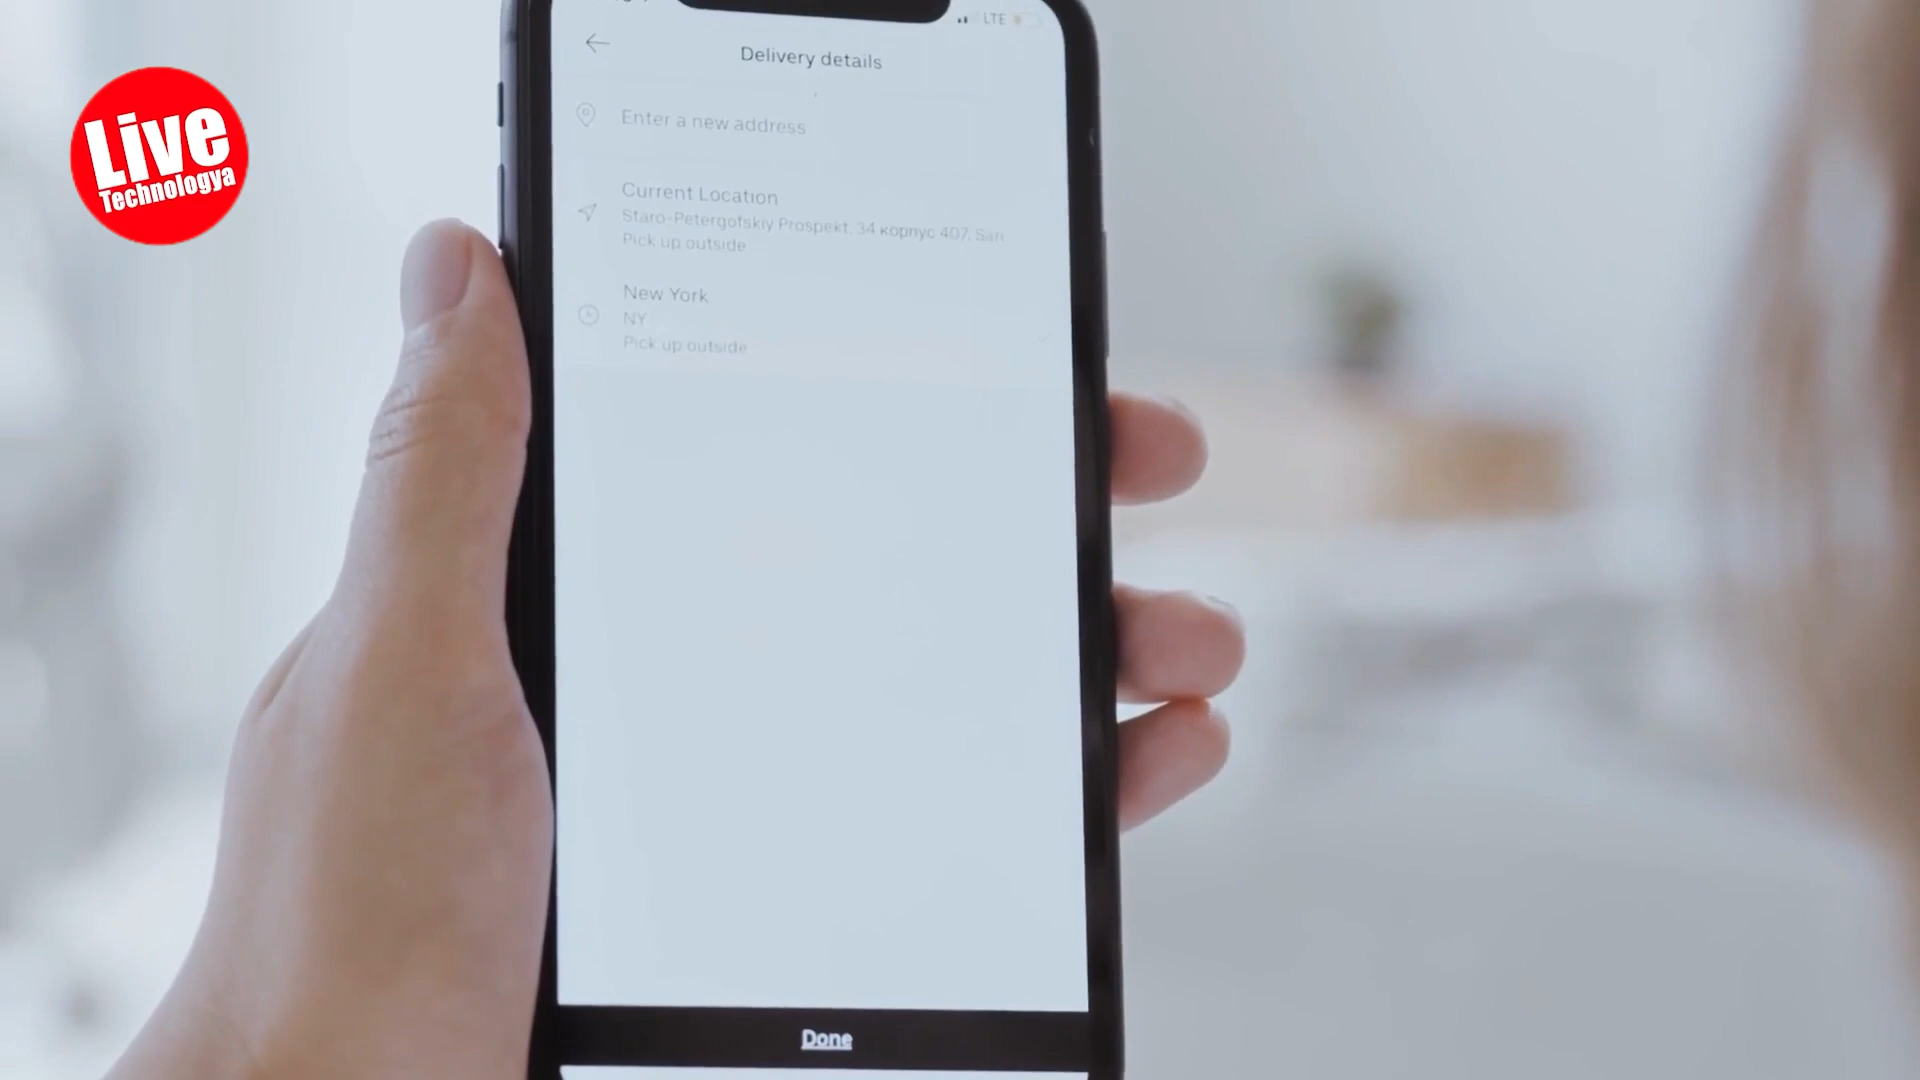 Live
Technologya
LTE
Delivery details
Enter a new address
Current Location
Staro-Petergofskiy Prospekt, 34 корпус 407, San
Pick up outside
New York
NY
Pick up outside
Done